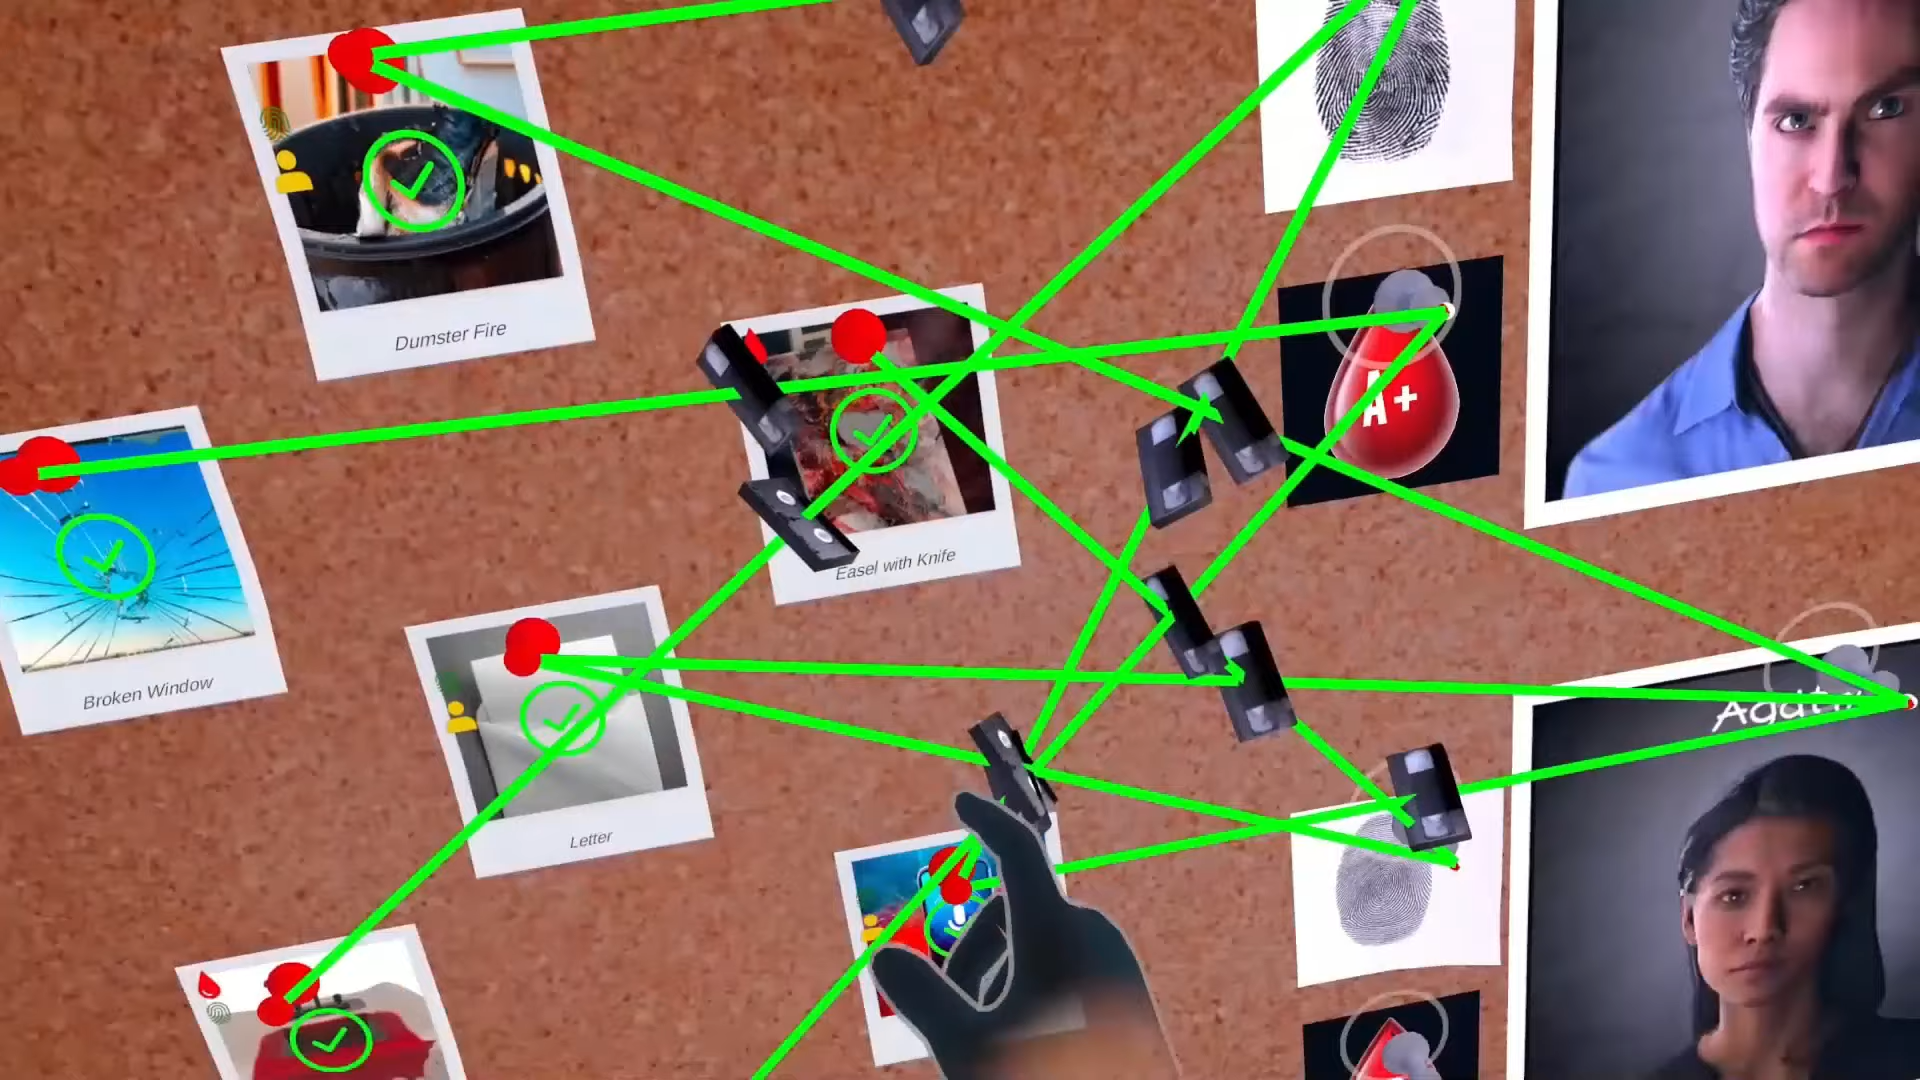 Dumster Fire
A+
Easel with Knife
Broken Window
Letter